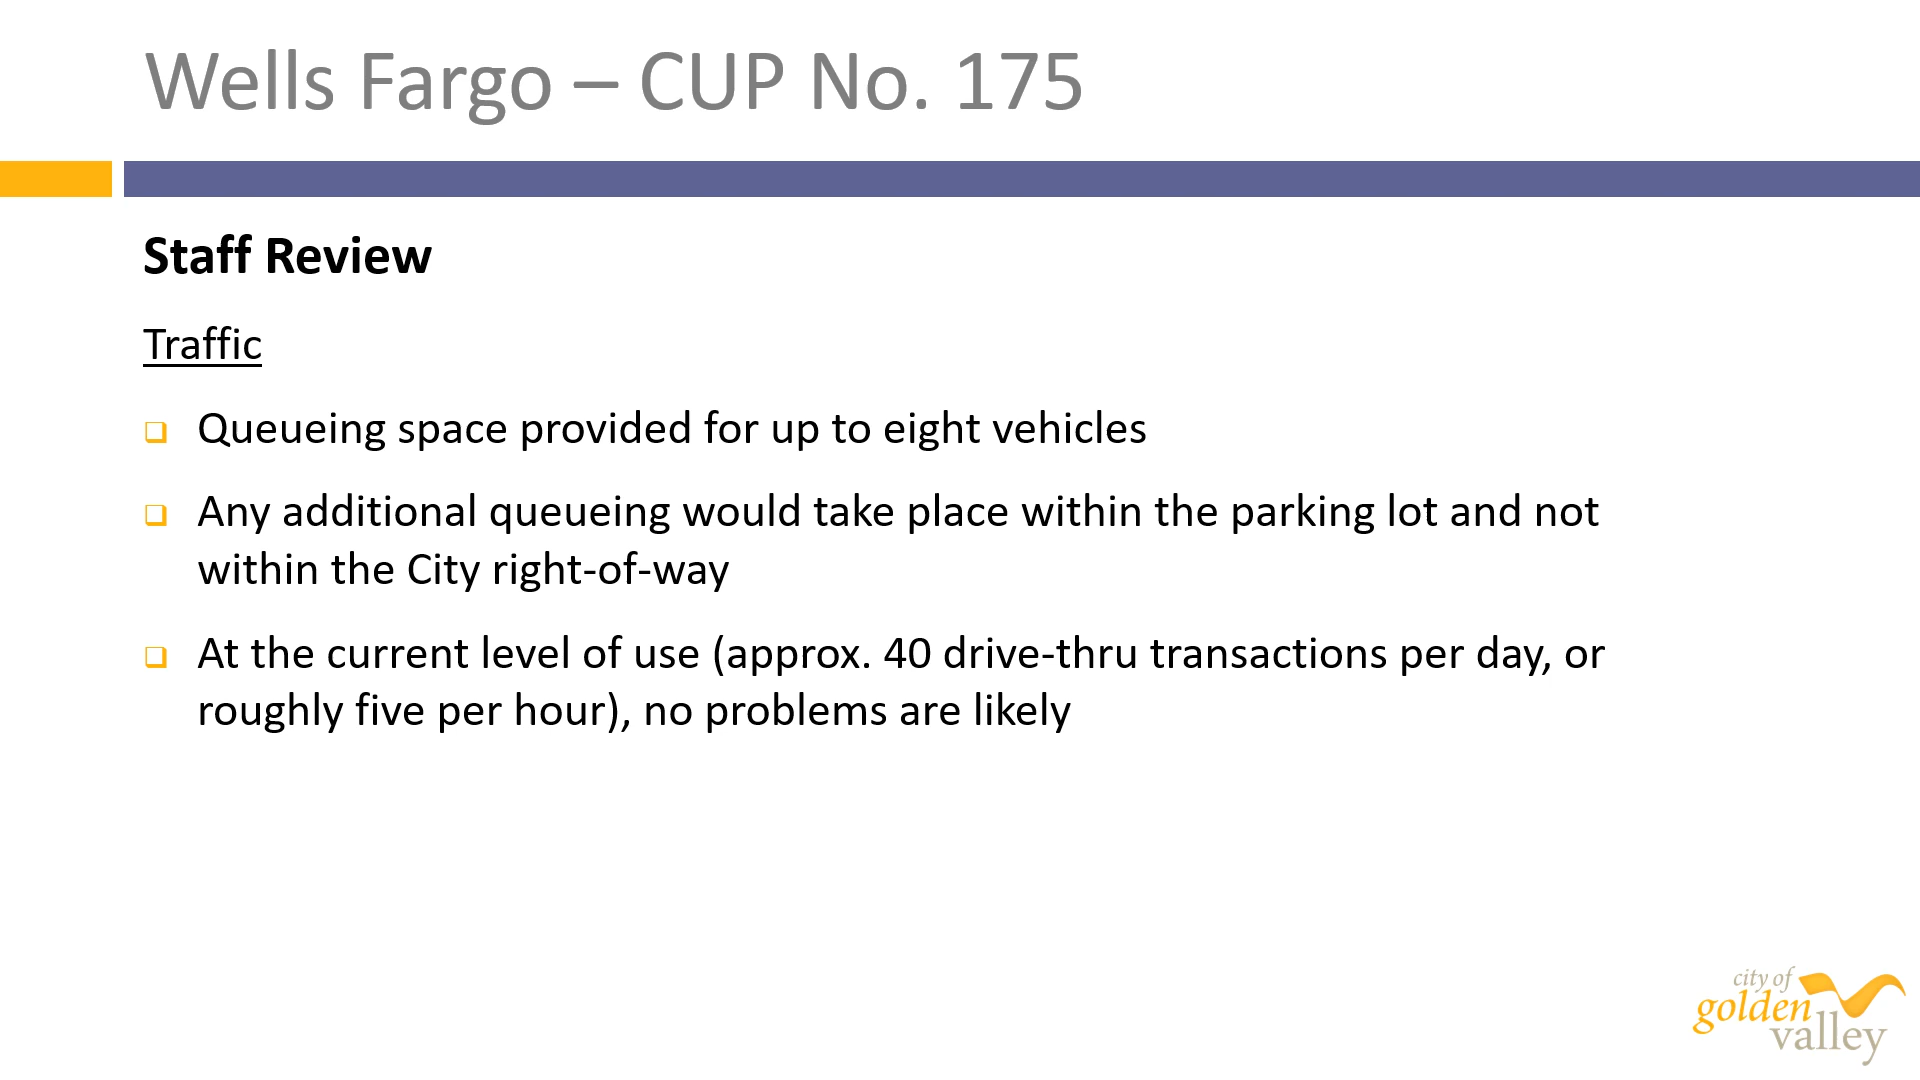 Wells Fargo – CUP No. 175
Staff Review
Traffic
Queueing space provided for up to eight vehicles
Any additional queueing would take place within the parking lot and not
within the City right-of-way
At the current level of use (approx. 40 drive-thru transactions per day, or
roughly five per hour), no problems are likely
city of
golden
valley